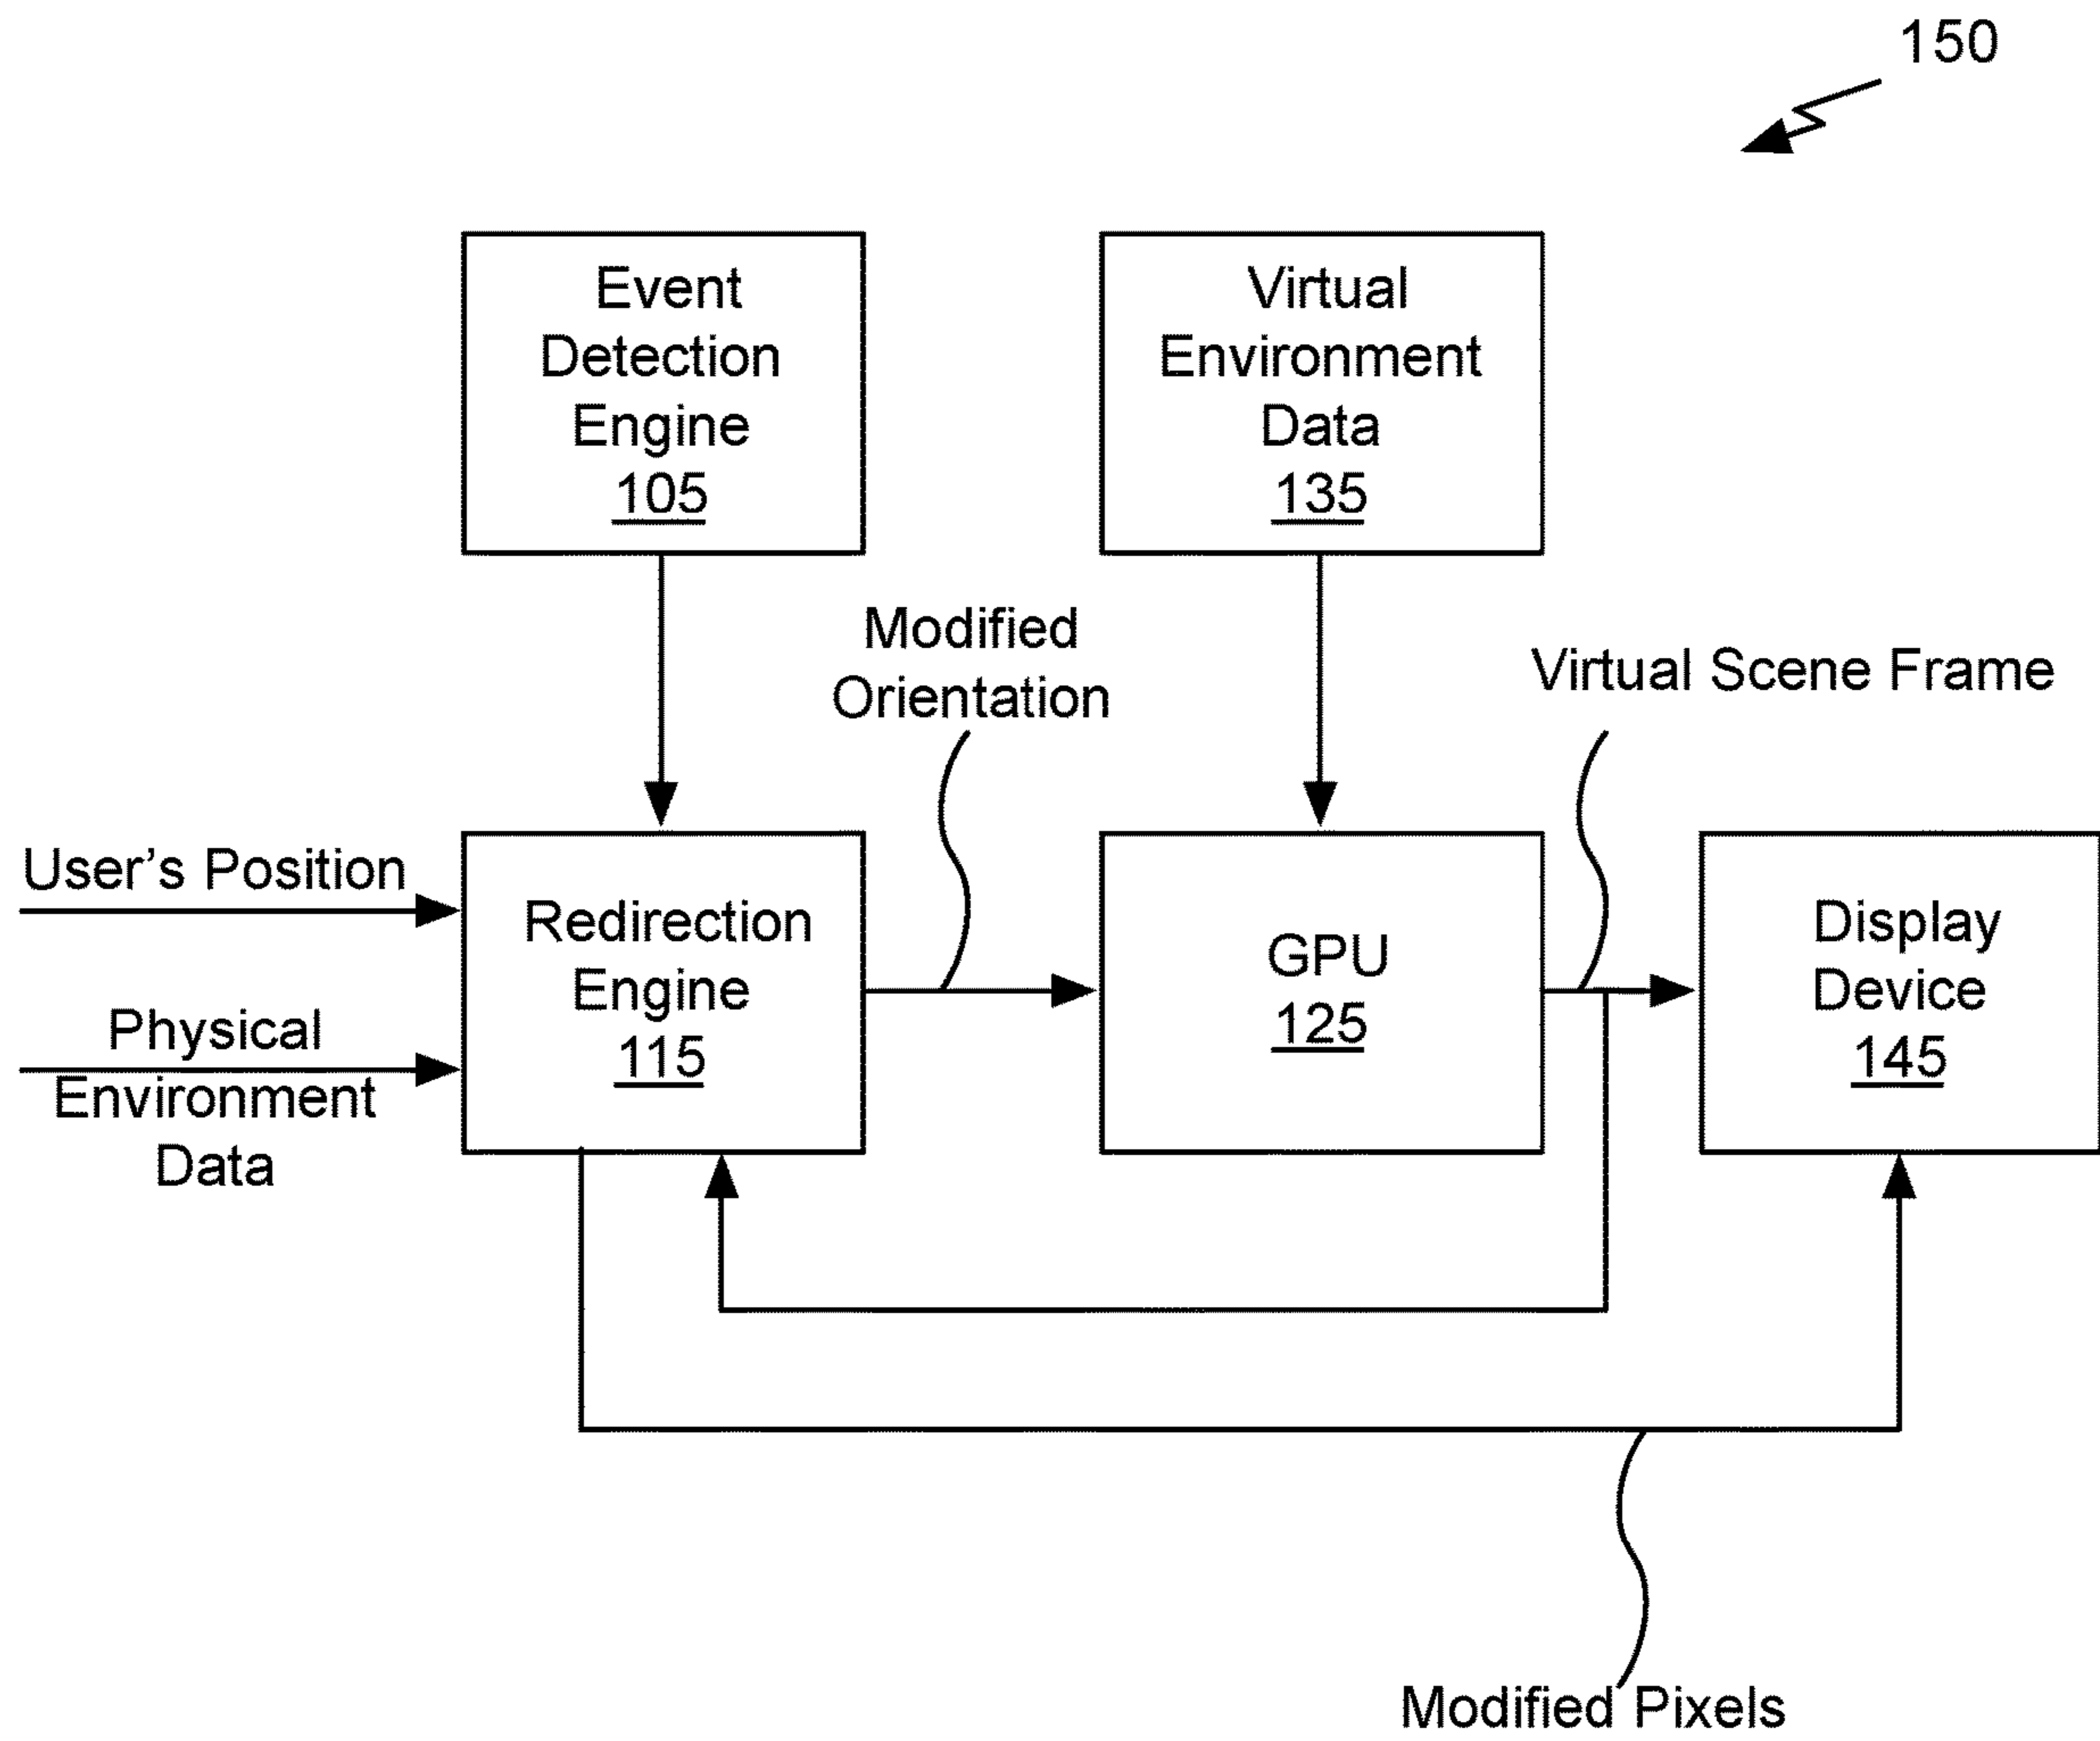 150
Event
Detection
Engine
105
Virtual
Environment
Data
135
Modified
Orientation
Virtual Scene Frame
User’s Position
Physical
Environment
Data
Redirection
Engine
115
GPU
125
Display
Device
145
Modified Pixels